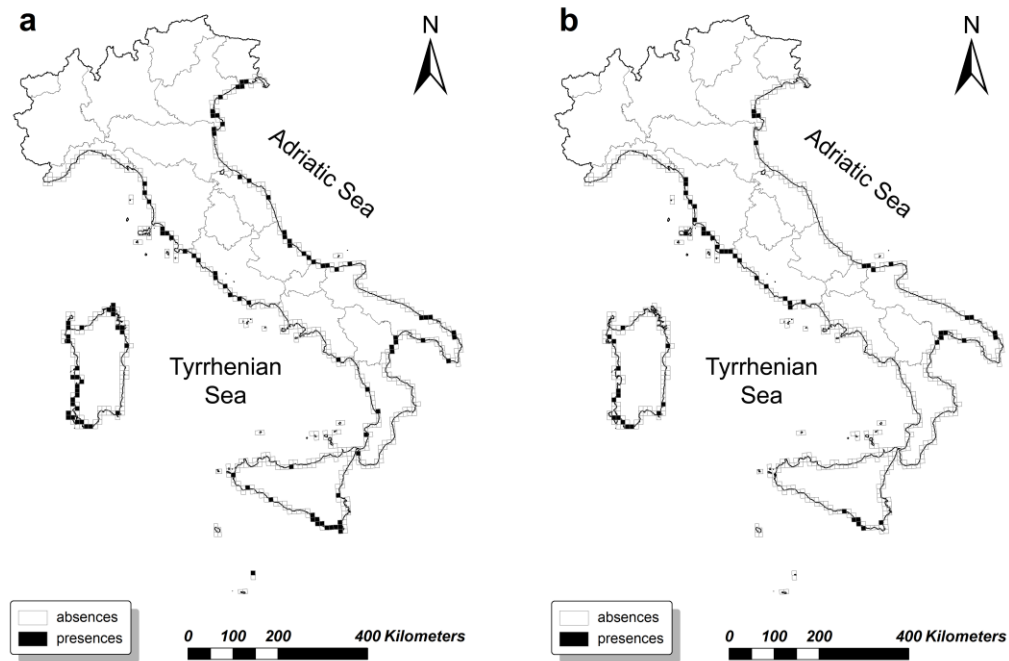 a
N
Adriatic Sea
Tyrrhenian
Sea
absences
presences
0 100 200 400 Kilometers
b
N
Adriatic Sea
Tyrrhenian
Sea
absences
presences
0 100 200 400 Kilometers